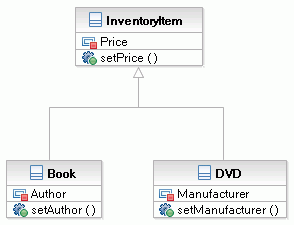 InventoryItem
Price
setPrice ( )
Book
Author
setAuthor ( )
DVD
Manufacturer
setManufacturer ( )